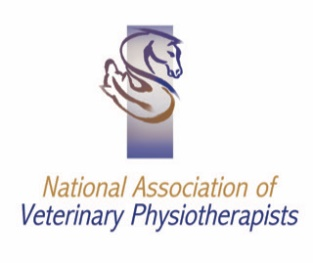 National Association of
Veterinary Physiotherapists